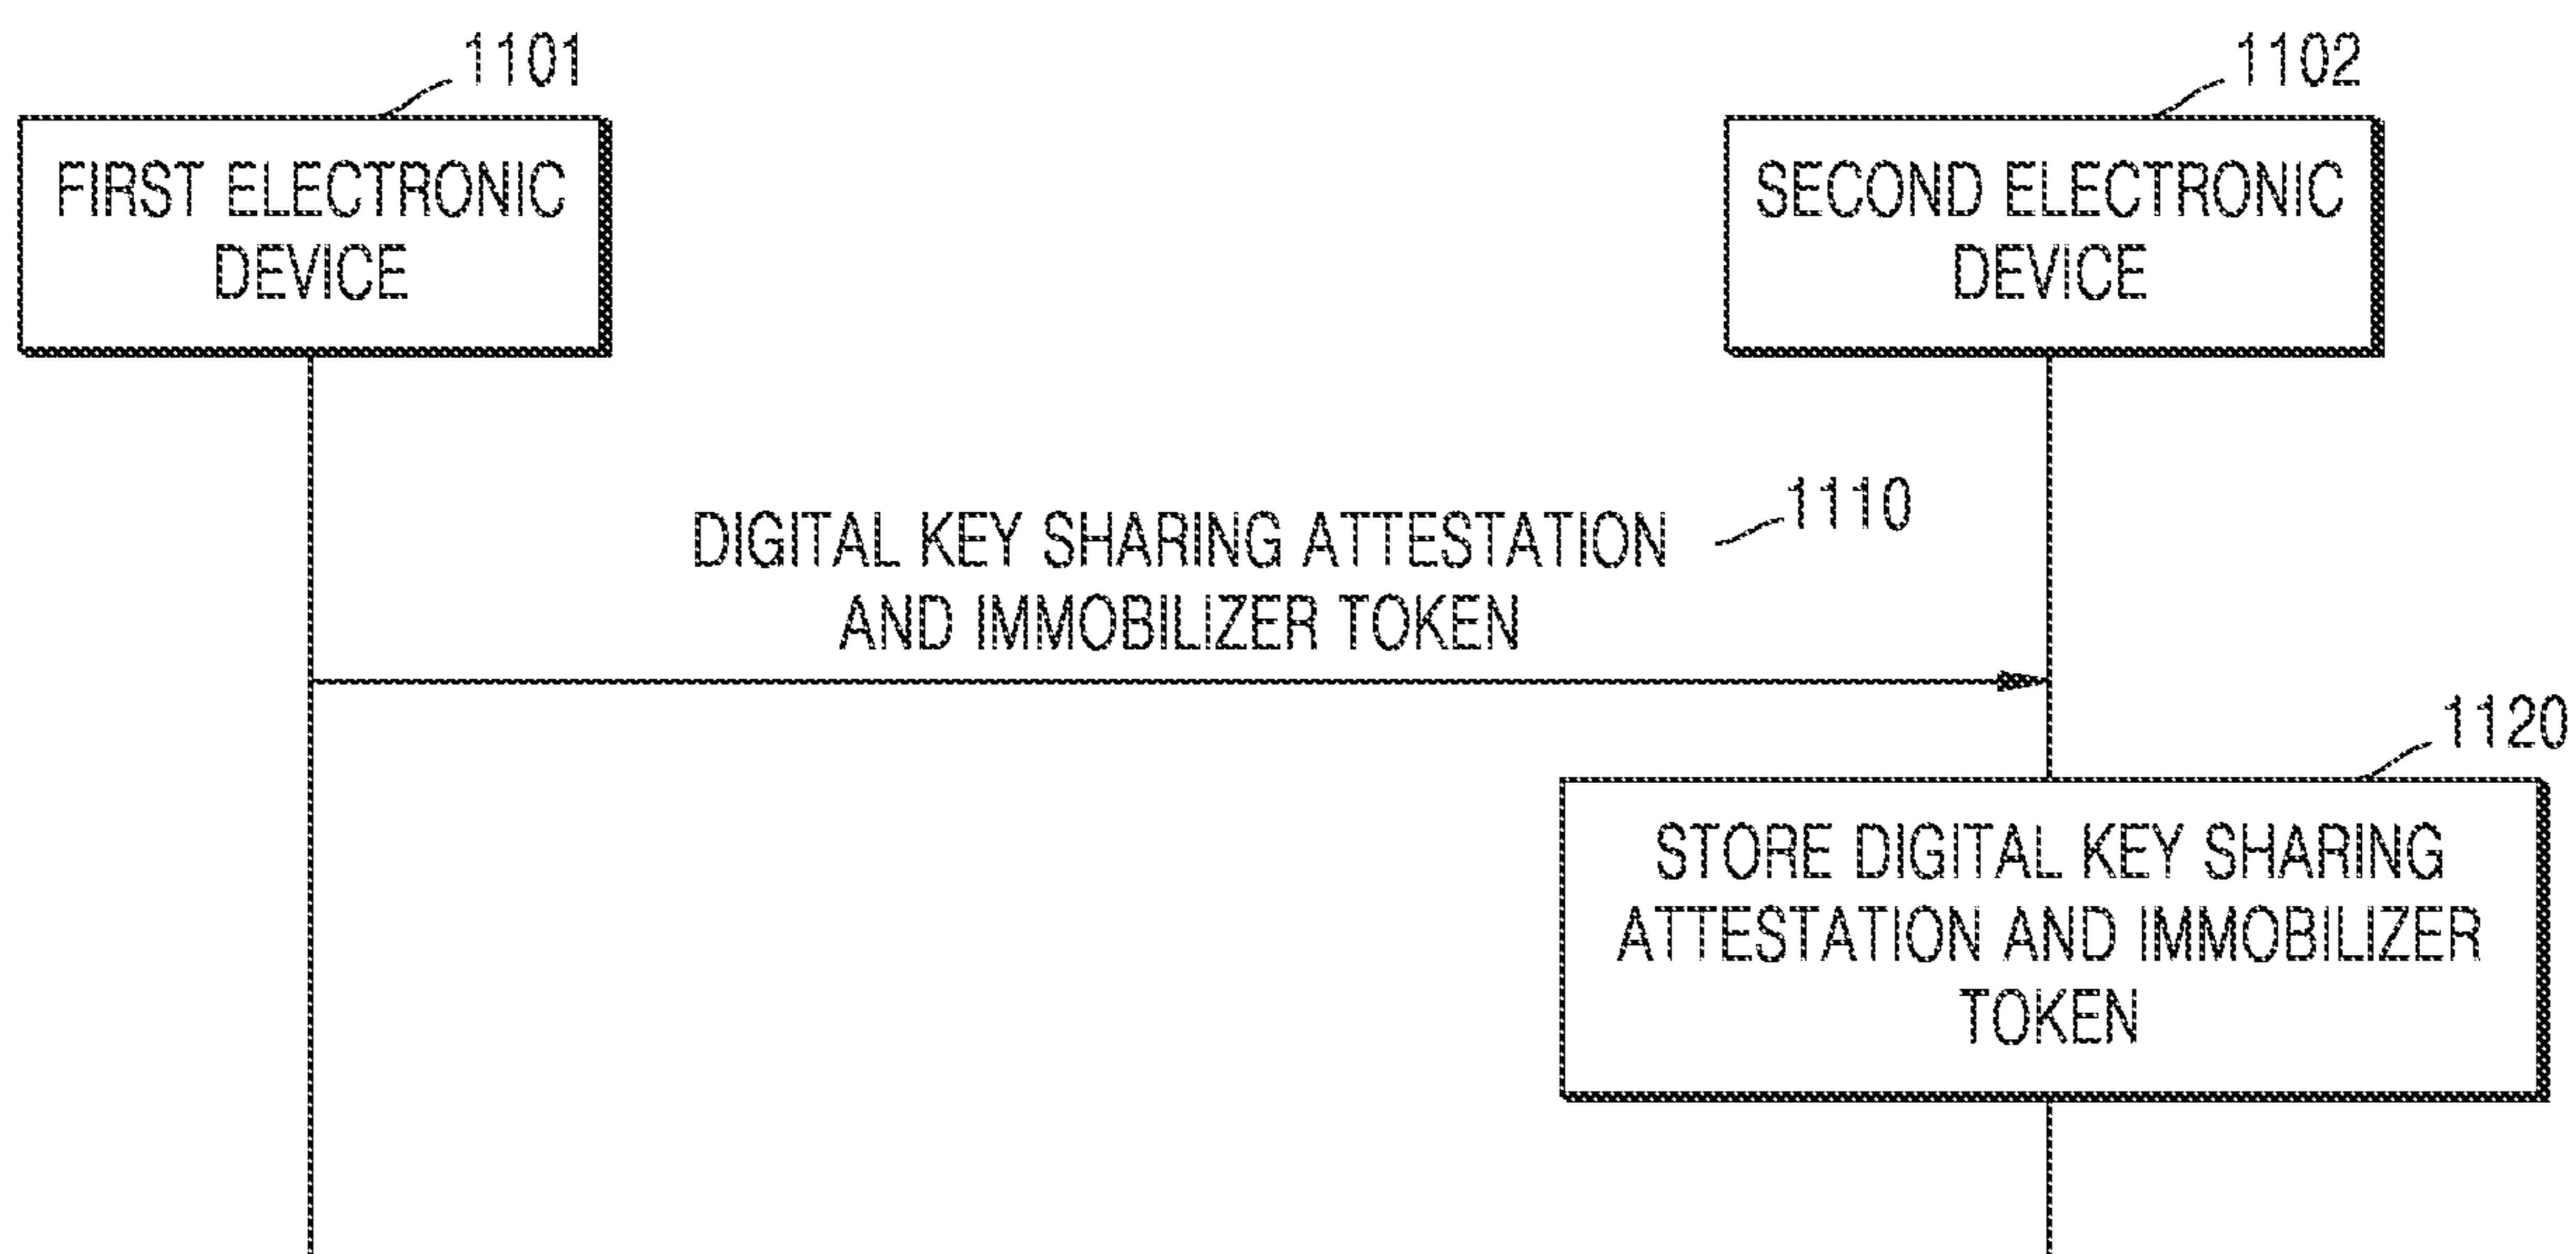 1101
FIRST ELECTRONIC
DEVICE
1102
SECOND ELECTRONIC
DEVICE
1110
DIGITAL KEY SHARING ATTESTATION
AND IMMOBILIZER TOKEN
1120
STORE DIGITAL KEY SHARING
ATTESTATION AND IMMOBILIZER
TOKEN